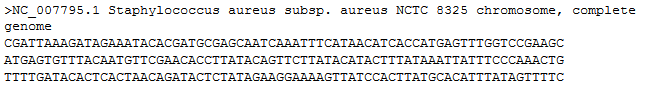 >NC_007795.1 Staphylococcus aureus subsp. aureus NCTC 8325 chromosome, complete
genome
CGATTAAAGATAGAAATACACGATGCGAGCAATCAAATTTCATAACATCACCATGAGTTTGGTCCGAAGC
ATGAGTGTTTACAATGTTCGAACACCTTATACAGTTCTTATACATACTTTATAAATTATTTCCCAAACTG
TTTTGATACACTCACTAACAGATACTCTATAGAAGGAAAAGTTATCCACTTATGCACATTTATAGTTTTC